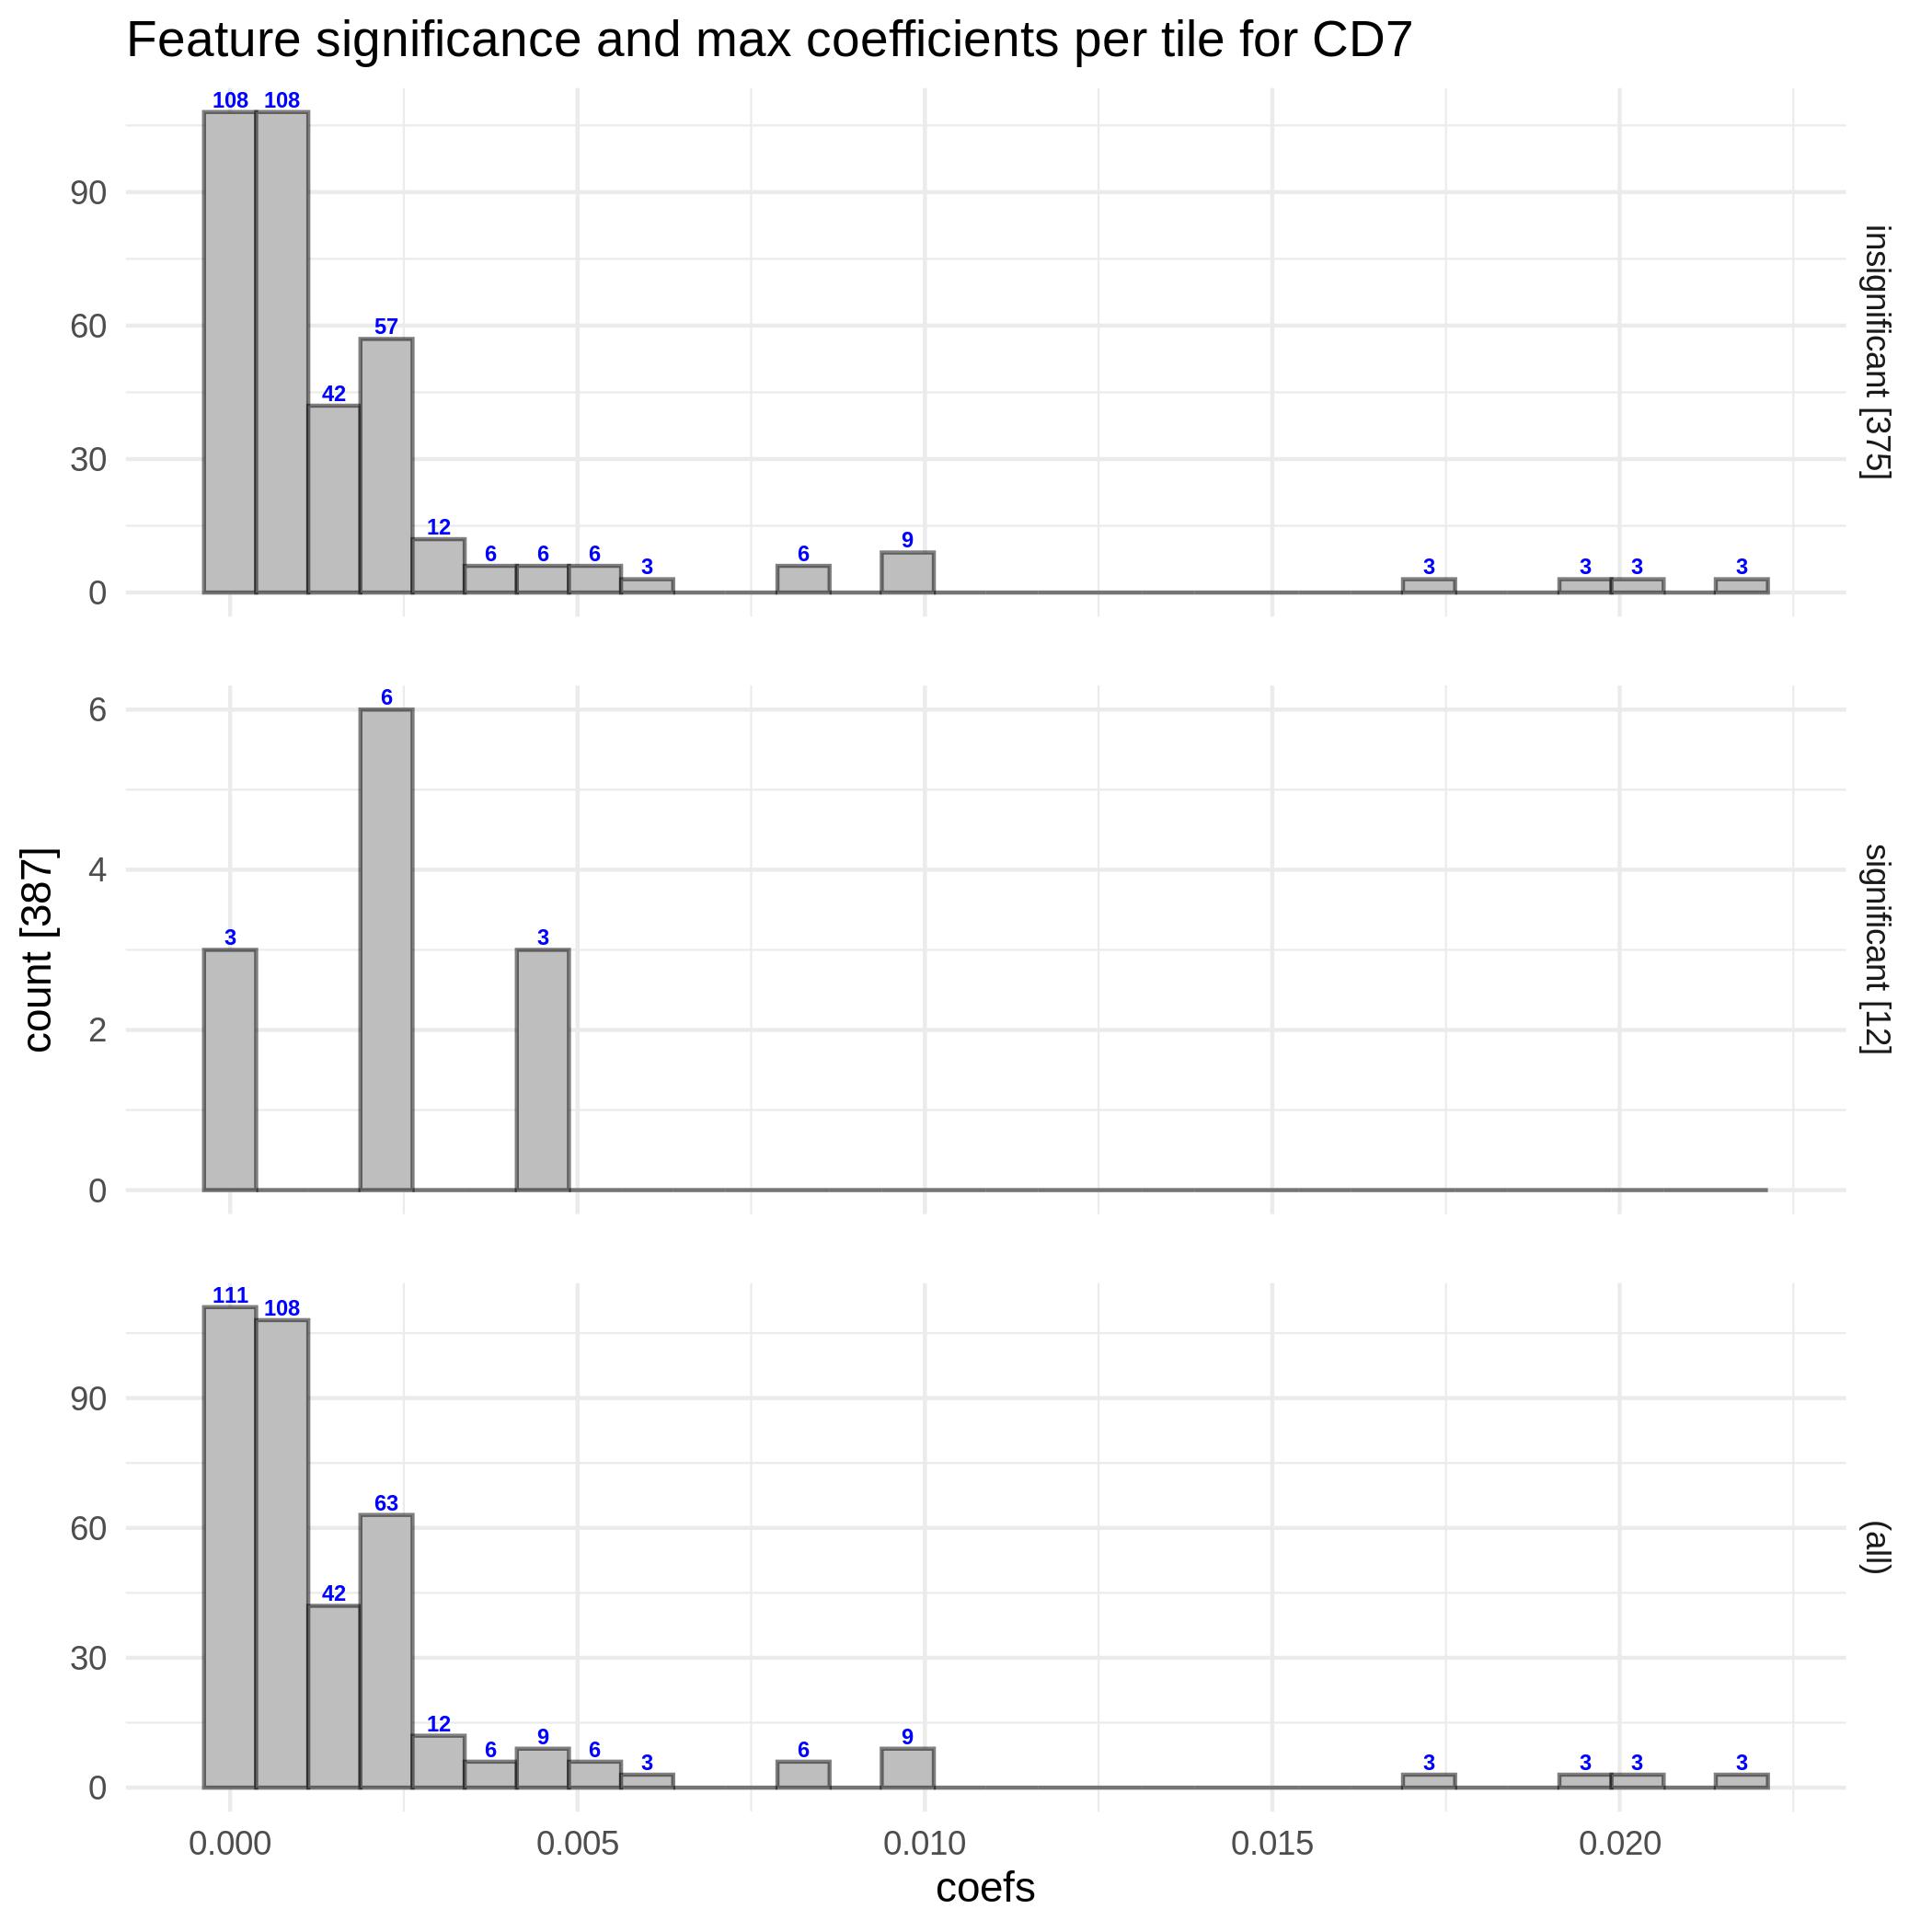 Feature significance and max coefficients per tile for CD7
108 108 42 57 12 6 6 6 3 6 9 3 3 3 3
90
60
30
0
insignificant [375]
3 6 3
6
4
2
0
significant [12]
count [387]
111 108 42 63 12 6 9 6 3 6 9 3 3 3 3
90
60
30
0
(all)
0.000 0.005 0.010 0.015 0.020
coefs